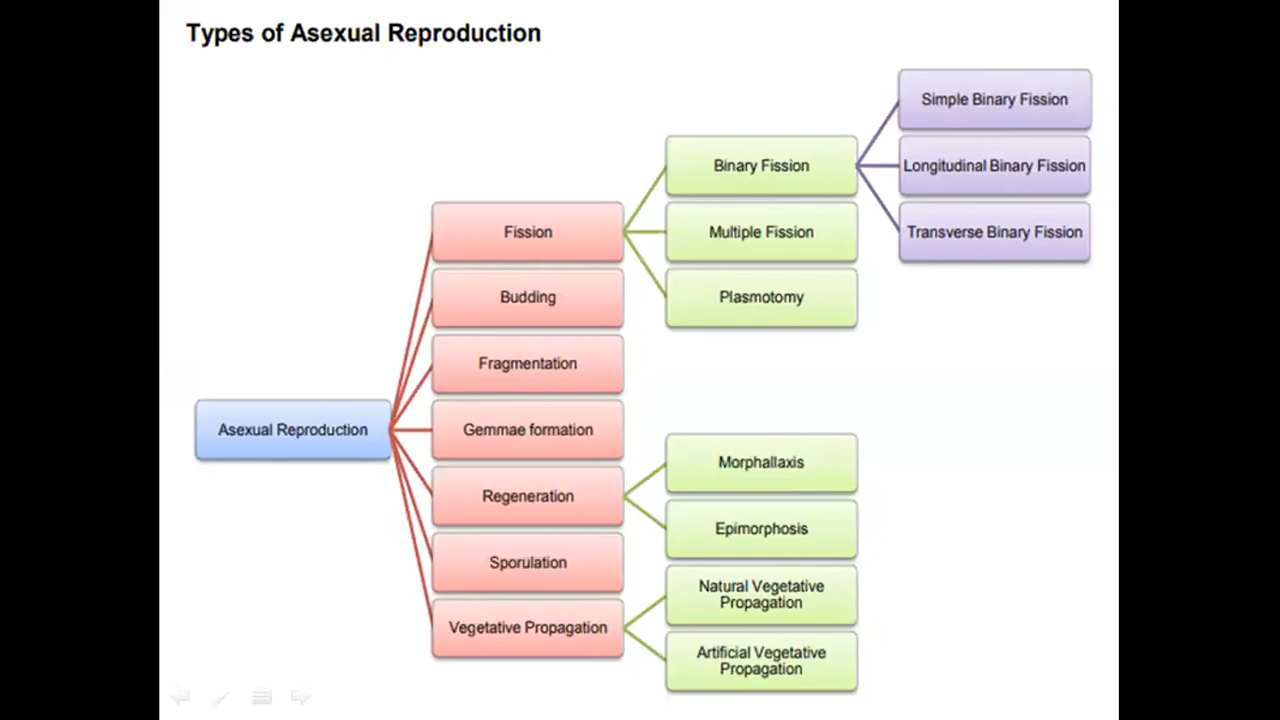 Types of Asexual Reproduction
Simple Binary Fission
Binary Fission
Longitudinal Binary Fission
Fission
Multiple Fission
Transverse Binary Fission
Budding
Plasmotomy
Fragmentation
Asexual Reproduction
Gemmae formation
Morphallaxis
Regeneration
Epimorphosis
Sporulation
Natural Vegetative
Propagation
Vegetative Propagation
Artificial Vegetative
Propagation